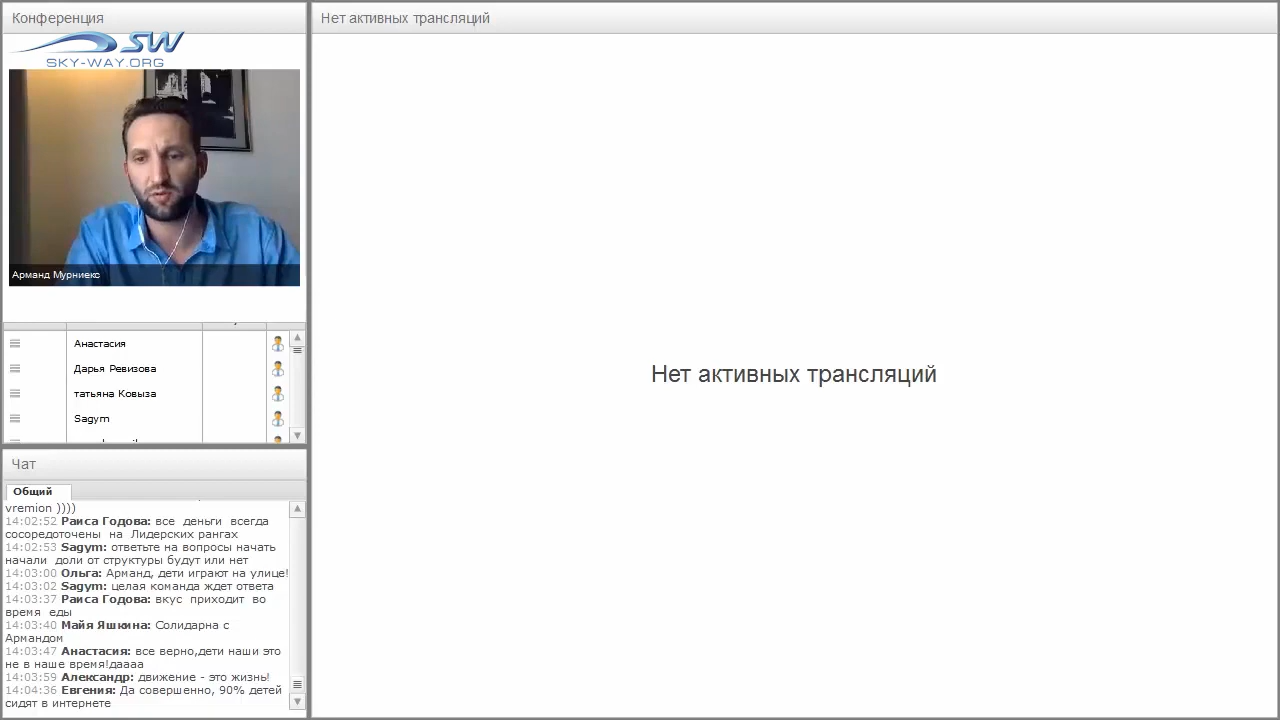 Конференция
SW
SKY-WAY.ORG
Арманд Мурниекс
Анастасия
Дарья Ревизова
татьяна Ковыза
Sagym
Чат
Общий
vremion ))))
14:02:52 Раиса Годова: все деньги всегда
сосоредоточены на Лидерских рангах
14:02:53 Sagym: ответьте на вопросы начать
начали доли от структуры будут или нет
14:03:00 Ольга: Арманд, дети играют на улице!
14:03:02 Sagym: целая команда ждет ответа
14:03:37 Раиса Годова: вкус приходит во
время еды
14:03:40 Майя Яшкина: Солидарна с
Армандом
14:03:47 Анастасия: все верно,дети наши это
не в наше время!даааа
14:03:59 Александр: движение - это жизнь!
14:04:36 Евгения: Да совершенно, 90% детей
сидят в интернете
Нет активных трансляций
Нет активных трансляций